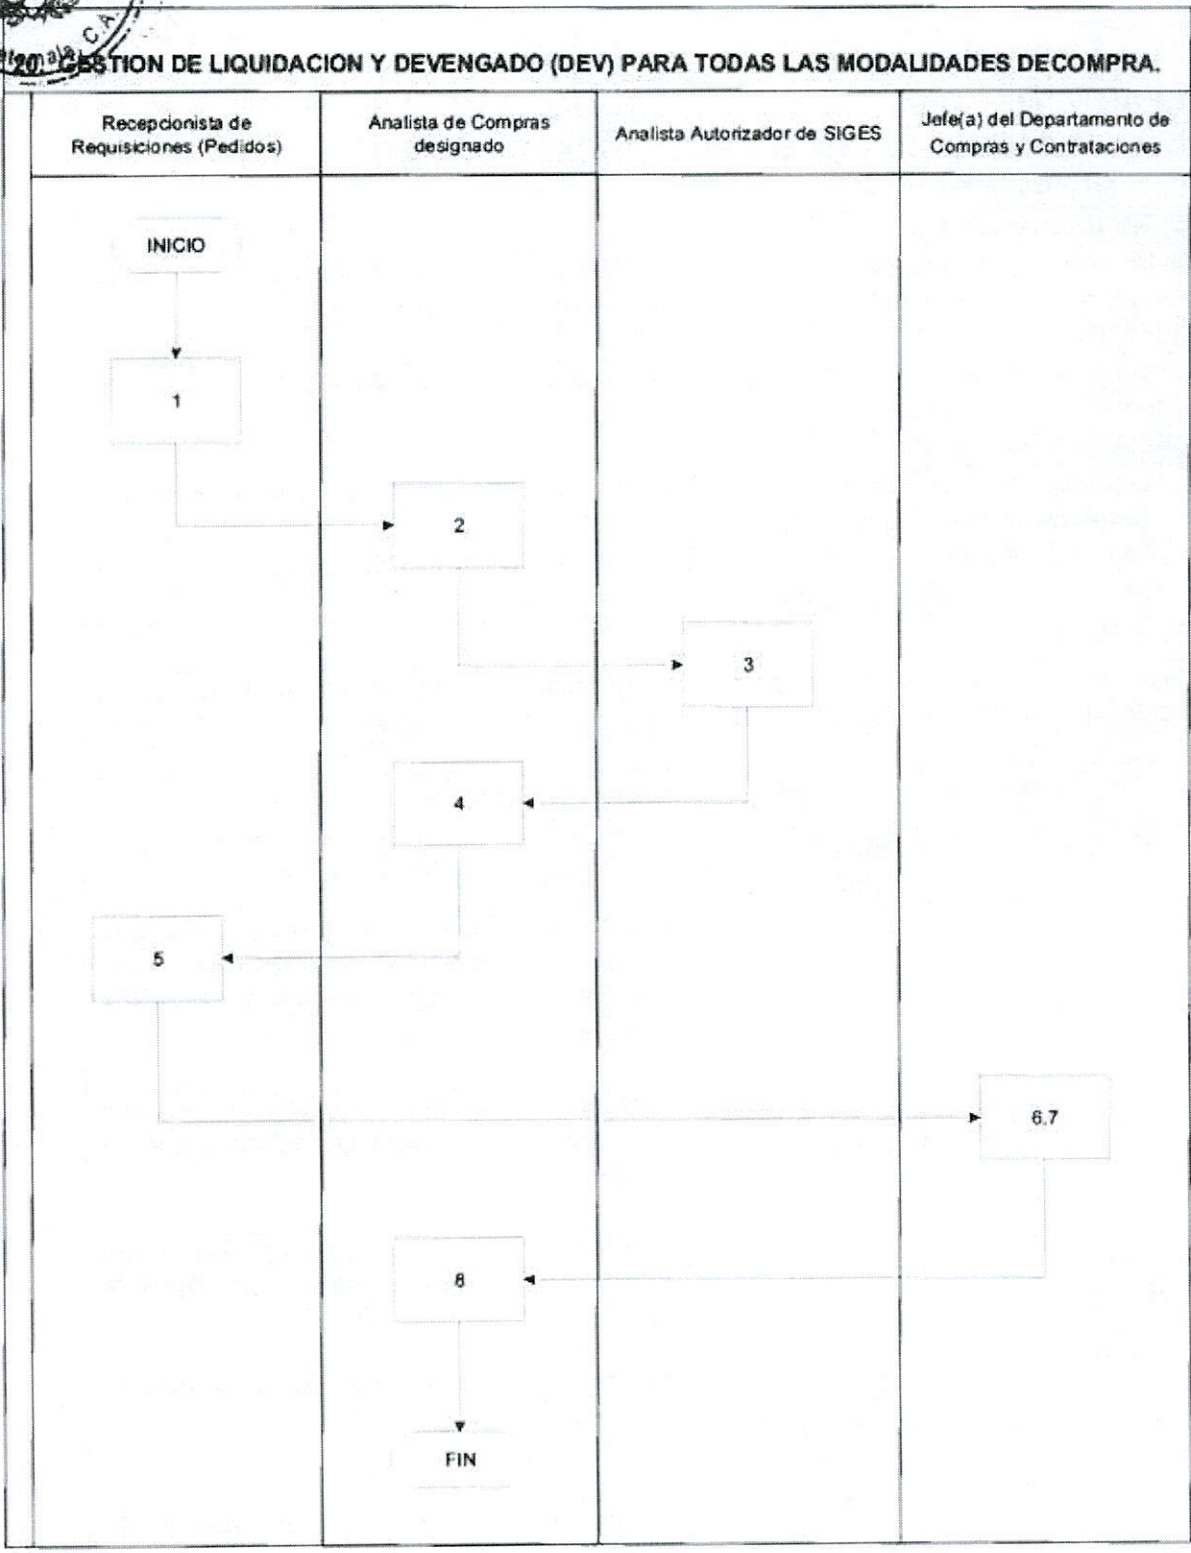 C.A.
20. GESTION DE LIQUIDACION Y DEVENGADO (DEV) PARA TODAS LAS MODALIDADES DECOMPRA.
Recepcionista de
Requisiciones (Pedidos)
Analista de Compras
designado
Analista Autorizador de SIGES
Jefe(a) del Departamento de
Compras y Contrataciones
INICIO
1
2
3
4
5
6.7
8
FIN